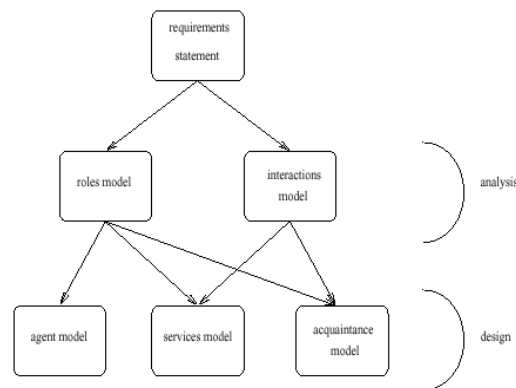 requirements
statement
roles model
interactions
model
analysis
agent model
services model
acquaintance
model
design